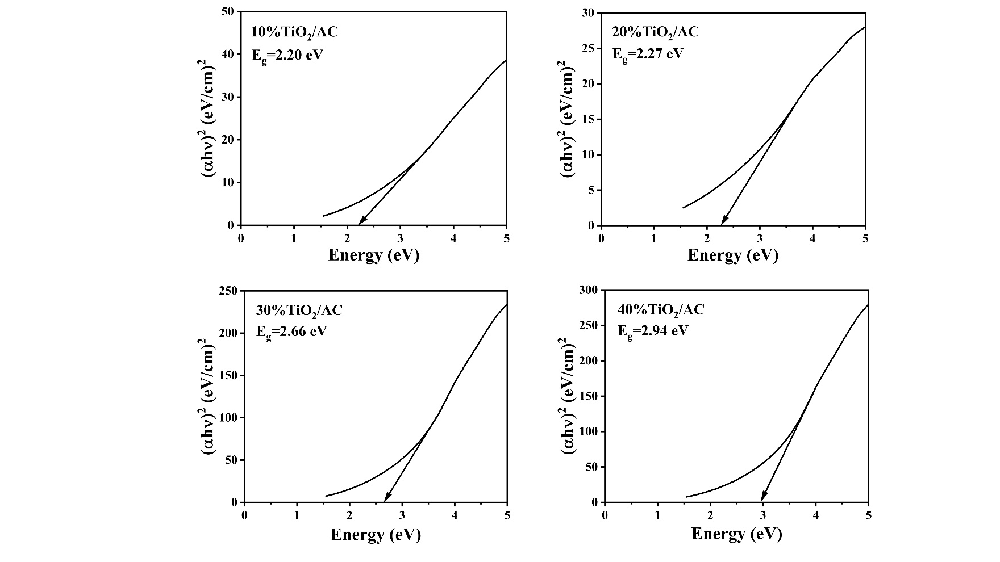 10%TiO₂/AC
E_g=2.20 eV
(αhν)² (eV/cm)²
50
40
30
20
10
0
0 1 2 3 4 5
Energy (eV)
20%TiO₂/AC
E_g=2.27 eV
(αhν)² (eV/cm)²
30
25
20
15
10
5
0
0 1 2 3 4 5
Energy (eV)
30%TiO₂/AC
E_g=2.66 eV
(αhν)² (eV/cm)²
250
200
150
100
50
0
0 1 2 3 4 5
Energy (eV)
40%TiO₂/AC
E_g=2.94 eV
(αhν)² (eV/cm)²
300
250
200
150
100
50
0
0 1 2 3 4 5
Energy (eV)